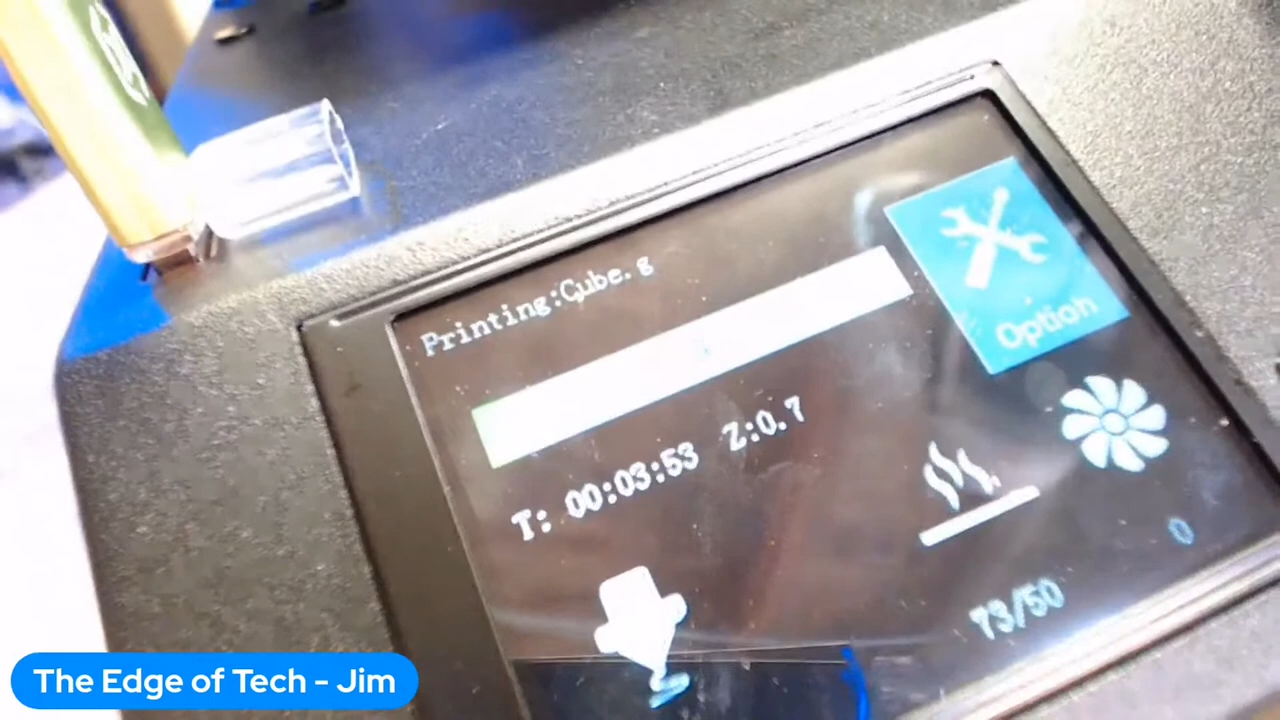 Printing:Cube.g
Option
T: 00:03:53 Z:0.7
0
73/50
The Edge of Tech - Jim